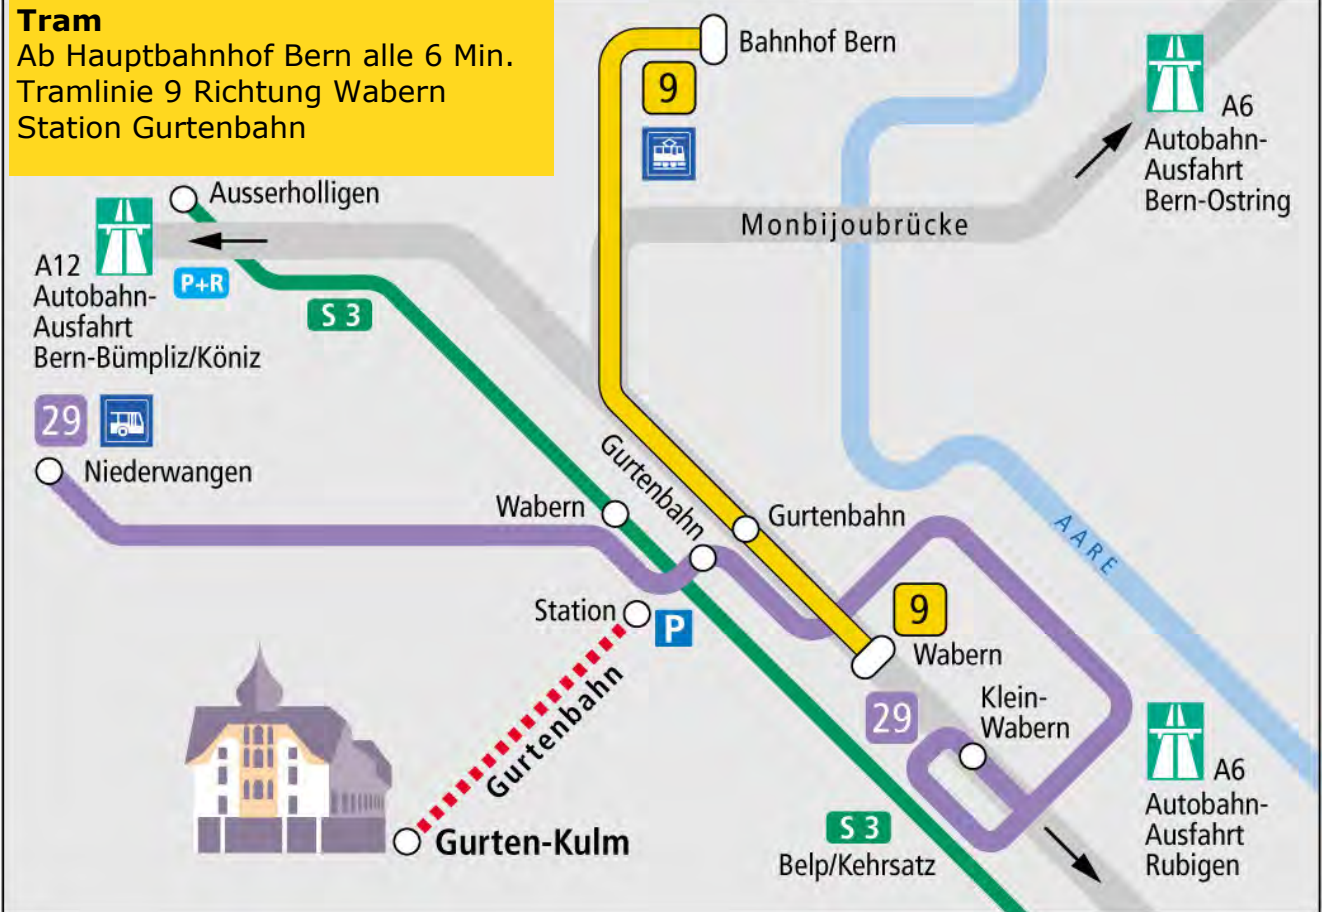 Tram
Ab Hauptbahnhof Bern alle 6 Min.
Tramlinie 9 Richtung Wabern
Station Gurtenbahn
Bahnhof Bern
9
A6
Autobahn-
Ausfahrt
Bern-Ostring
Ausserholligen
Monbijoubrücke
A12
Autobahn-
Ausfahrt
Bern-Bümpliz/Köniz
P+R
S 3
29
Niederwangen
Gurtenbahn
Wabern
Gurtenbahn
AARE
Station
P
9
Wabern
Gurtenbahn
29
Klein-
Wabern
A6
Autobahn-
Ausfahrt
Rubigen
S 3
Belp/Kehrsatz
Gurten-Kulm